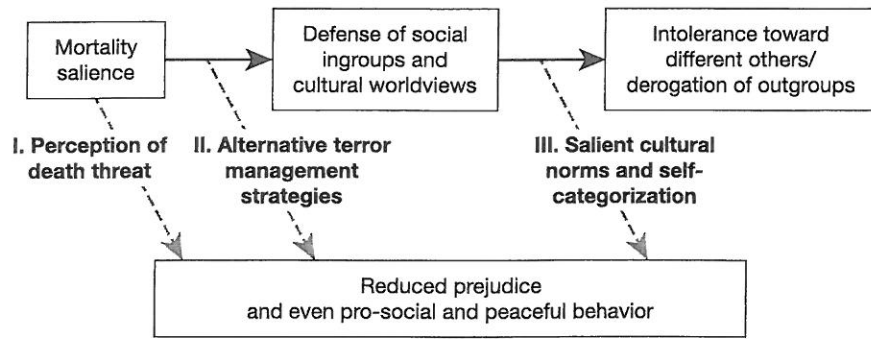 Mortality
salience
Defense of social
ingroups and
cultural worldviews
Intolerance toward
different others/
derogation of outgroups
I. Perception of
death threat
II. Alternative terror
management
strategies
III. Salient cultural
norms and self-
categorization
Reduced prejudice
and even pro-social and peaceful behavior